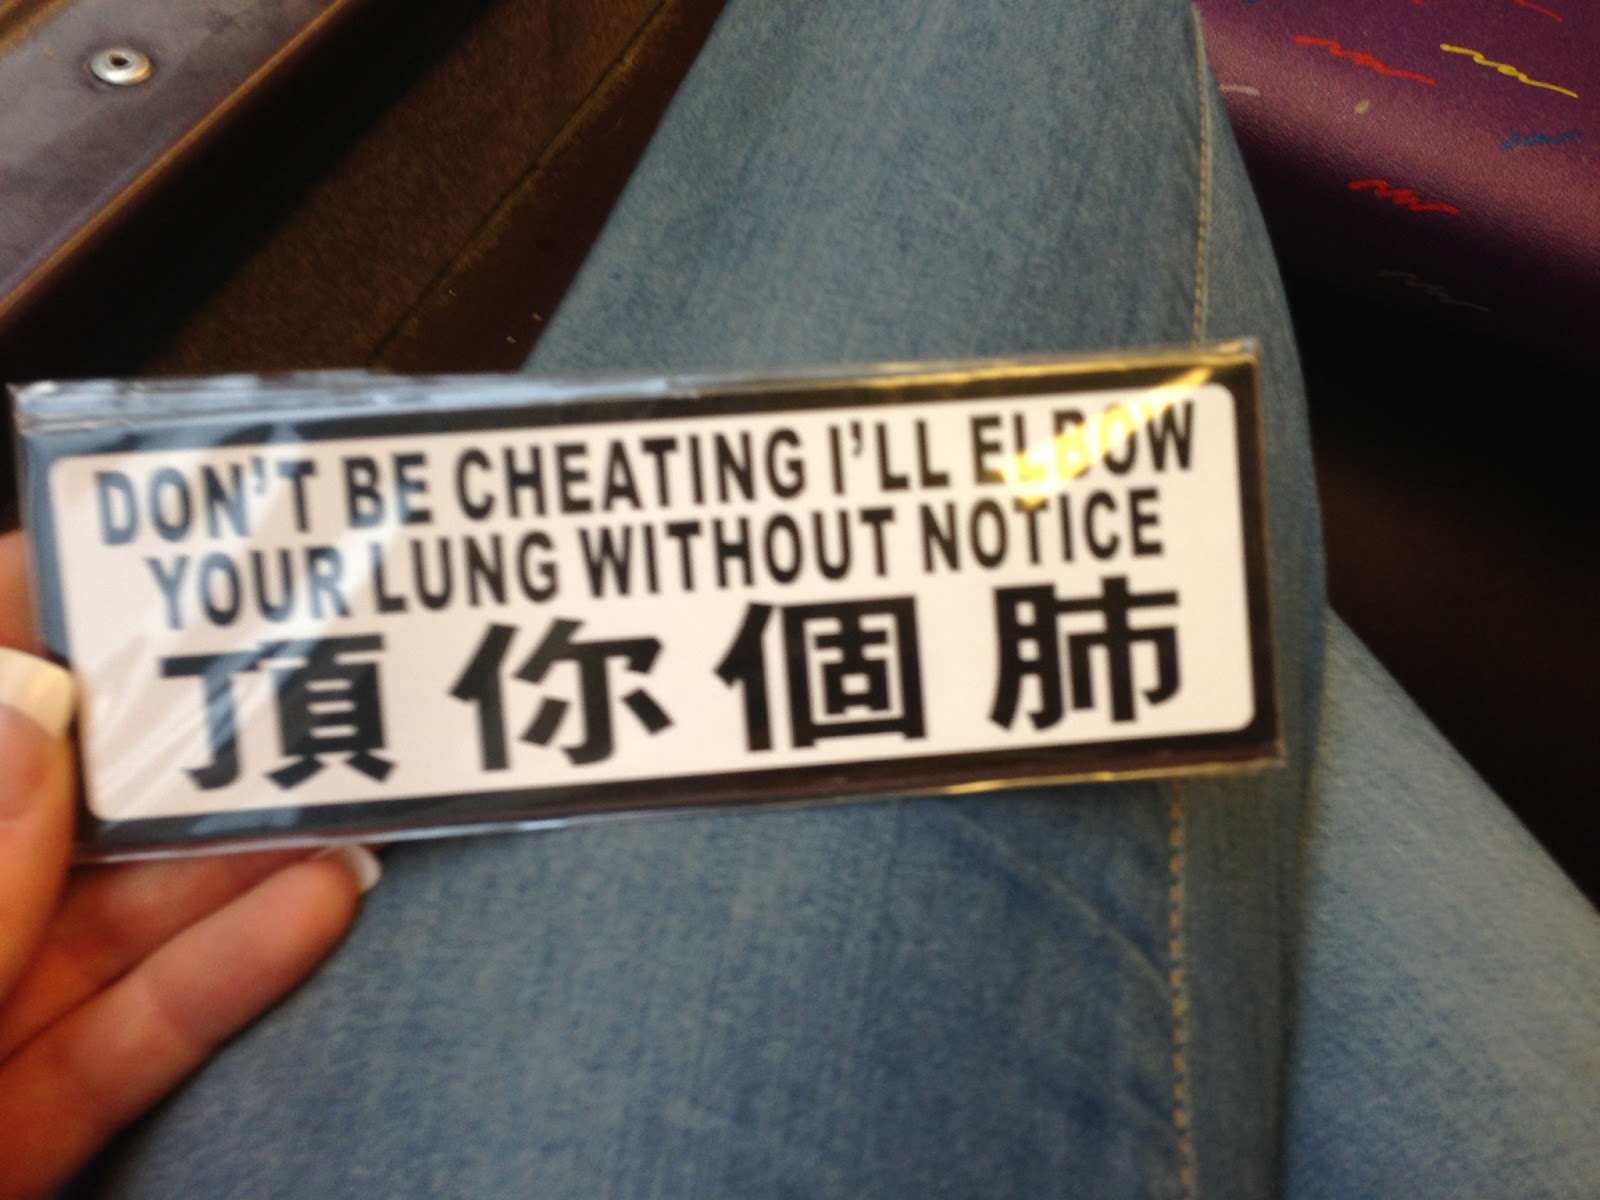 DON'T BE CHEATING I'LL ELBOW
YOUR LUNG WITHOUT NOTICE
頂你個肺